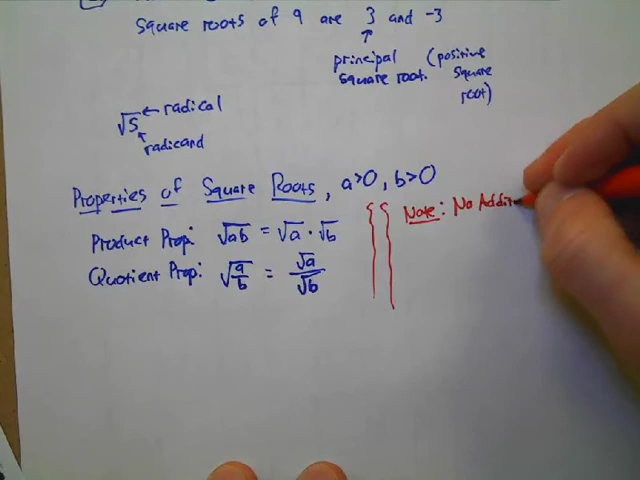 Square roots of 9 are 3 and -3
principal (positive
square root. square
root)
√5 ← radical
radicand
Properties of Square Roots, a>0, b>0
Note: No Additi
Product Prop: √ab = √a · √b
Quotient Prop: √a/b = √a/√b